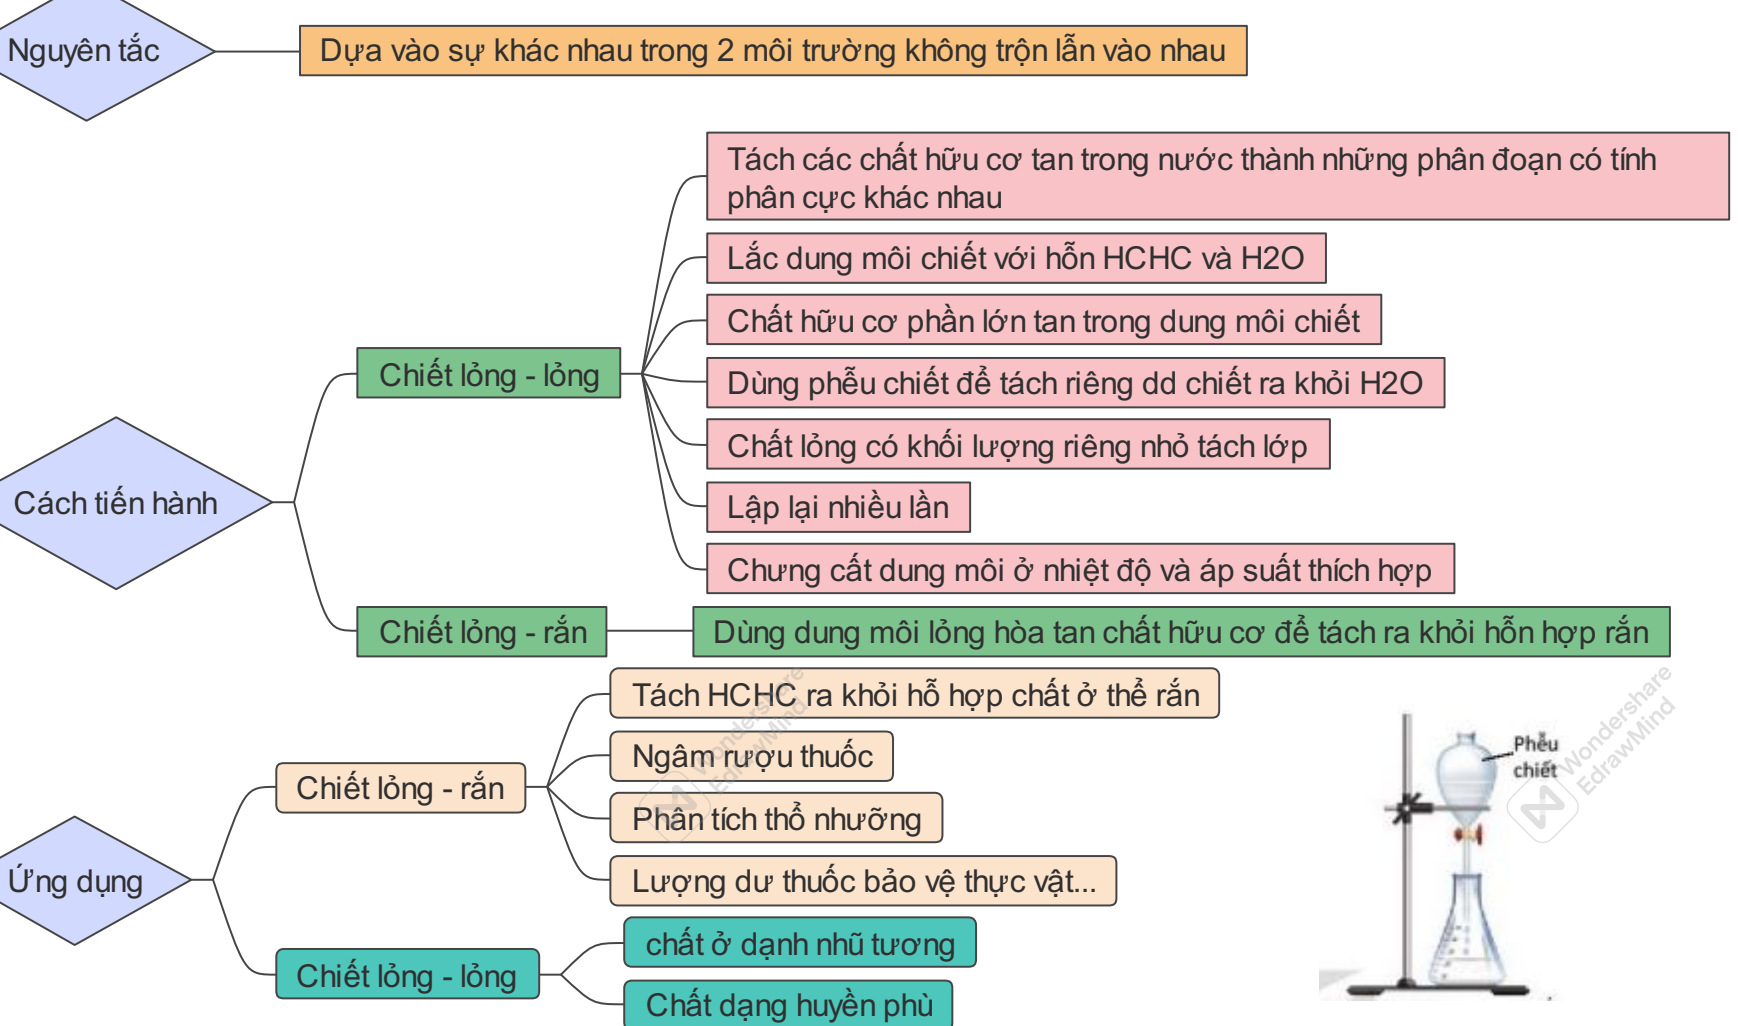 Nguyên tắc
Dựa vào sự khác nhau trong 2 môi trường không trộn lẫn vào nhau
Tách các chất hữu cơ tan trong nước thành những phân đoạn có tính
phân cực khác nhau
Lắc dung môi chiết với hỗn HCHC và H2O
Chất hữu cơ phần lớn tan trong dung môi chiết
Chiết lỏng - lỏng
Dùng phễu chiết để tách riêng dd chiết ra khỏi H2O
Chất lỏng có khối lượng riêng nhỏ tách lớp
Cách tiến hành
Lập lại nhiều lần
Chưng cất dung môi ở nhiệt độ và áp suất thích hợp
Chiết lỏng - rắn
Dùng dung môi lỏng hòa tan chất hữu cơ để tách ra khỏi hỗn hợp rắn
Tách HCHC ra khỏi hỗ hợp chất ở thể rắn
Ngâm rượu thuốc
Chiết lỏng - rắn
Phân tích thổ nhưỡng
Ứng dụng
Lượng dư thuốc bảo vệ thực vật...
chất ở dạnh nhũ tương
Chiết lỏng - lỏng
Chất dạng huyền phù
Phễu
chiết
Wondershare
EdrawMind
Wondershare
EdrawMind